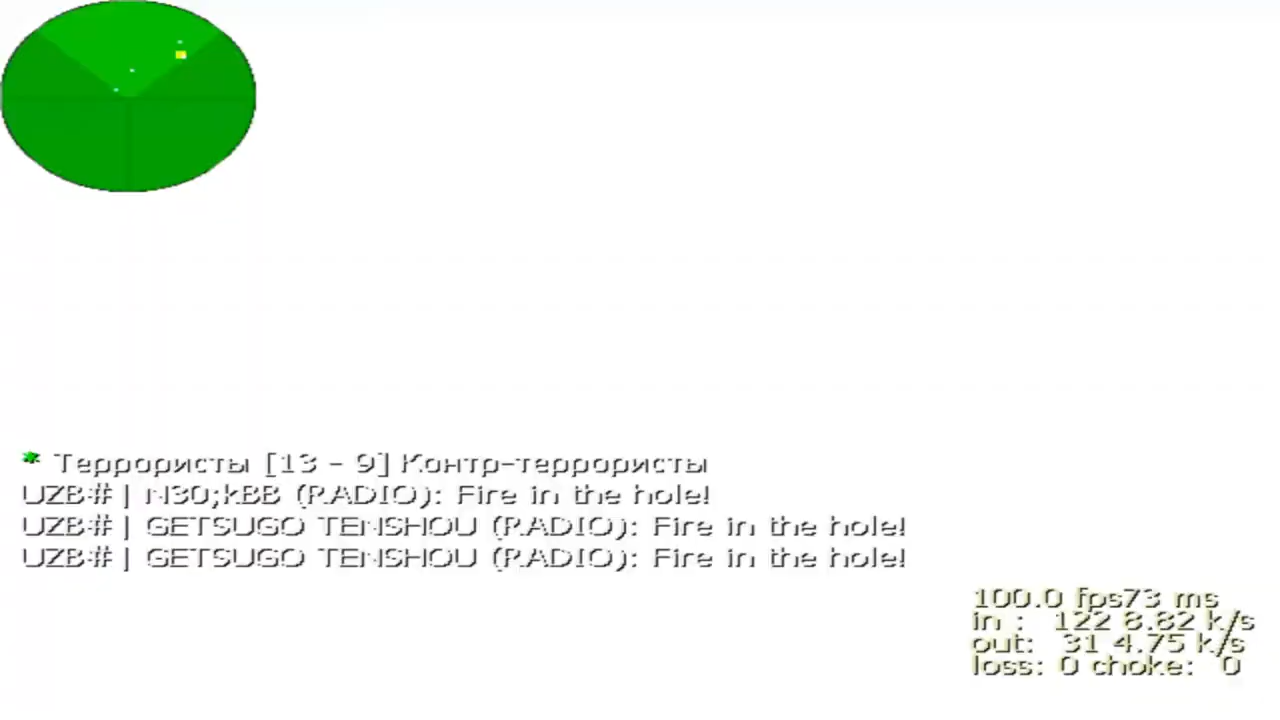 * Террористы [13 - 9] Контр-террористы
UZB# | N30;kBB (RADIO): Fire in the hole!
UZB# | GETSUGO TENSHOU (RADIO): Fire in the hole!
UZB# | GETSUGO TENSHOU (RADIO): Fire in the hole!
100.0 fps73 ms
in : 122 8.82 k/s
out: 31 4.75 k/s
loss: 0 choke: 0